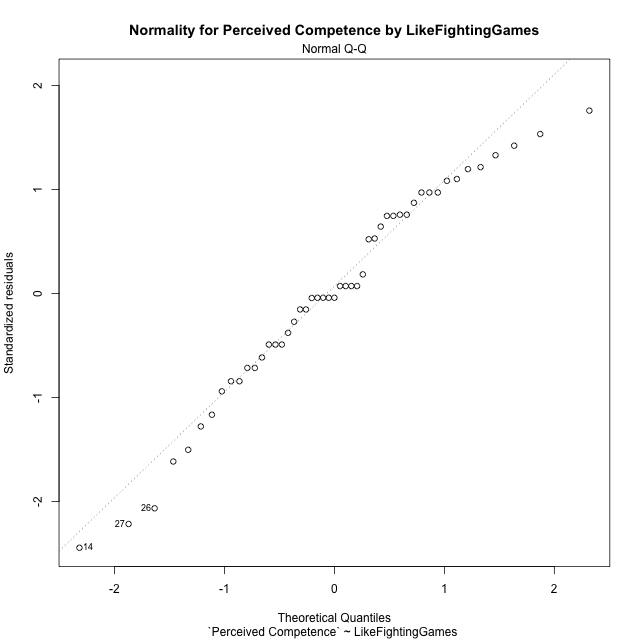 Normality for Perceived Competence by LikeFightingGames
Normal Q-Q
Standardized residuals
2
1
0
-1
-2
26
27
14
-2 -1 0 1 2
Theoretical Quantiles
`Perceived Competence` ~ LikeFightingGames